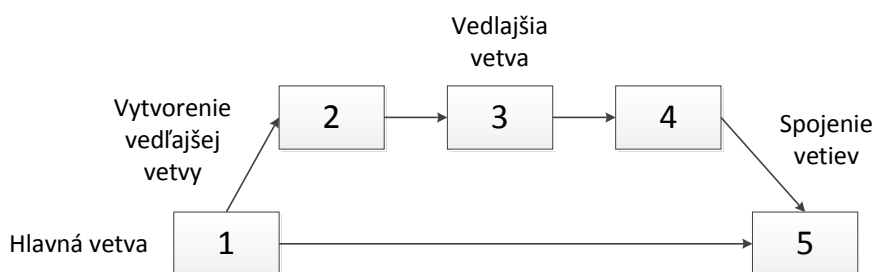 Vedlajšia
vetva
Vytvorenie
vedľajšej
vetvy
2
3
4
Spojenie
vetiev
Hlavná vetva
1
5